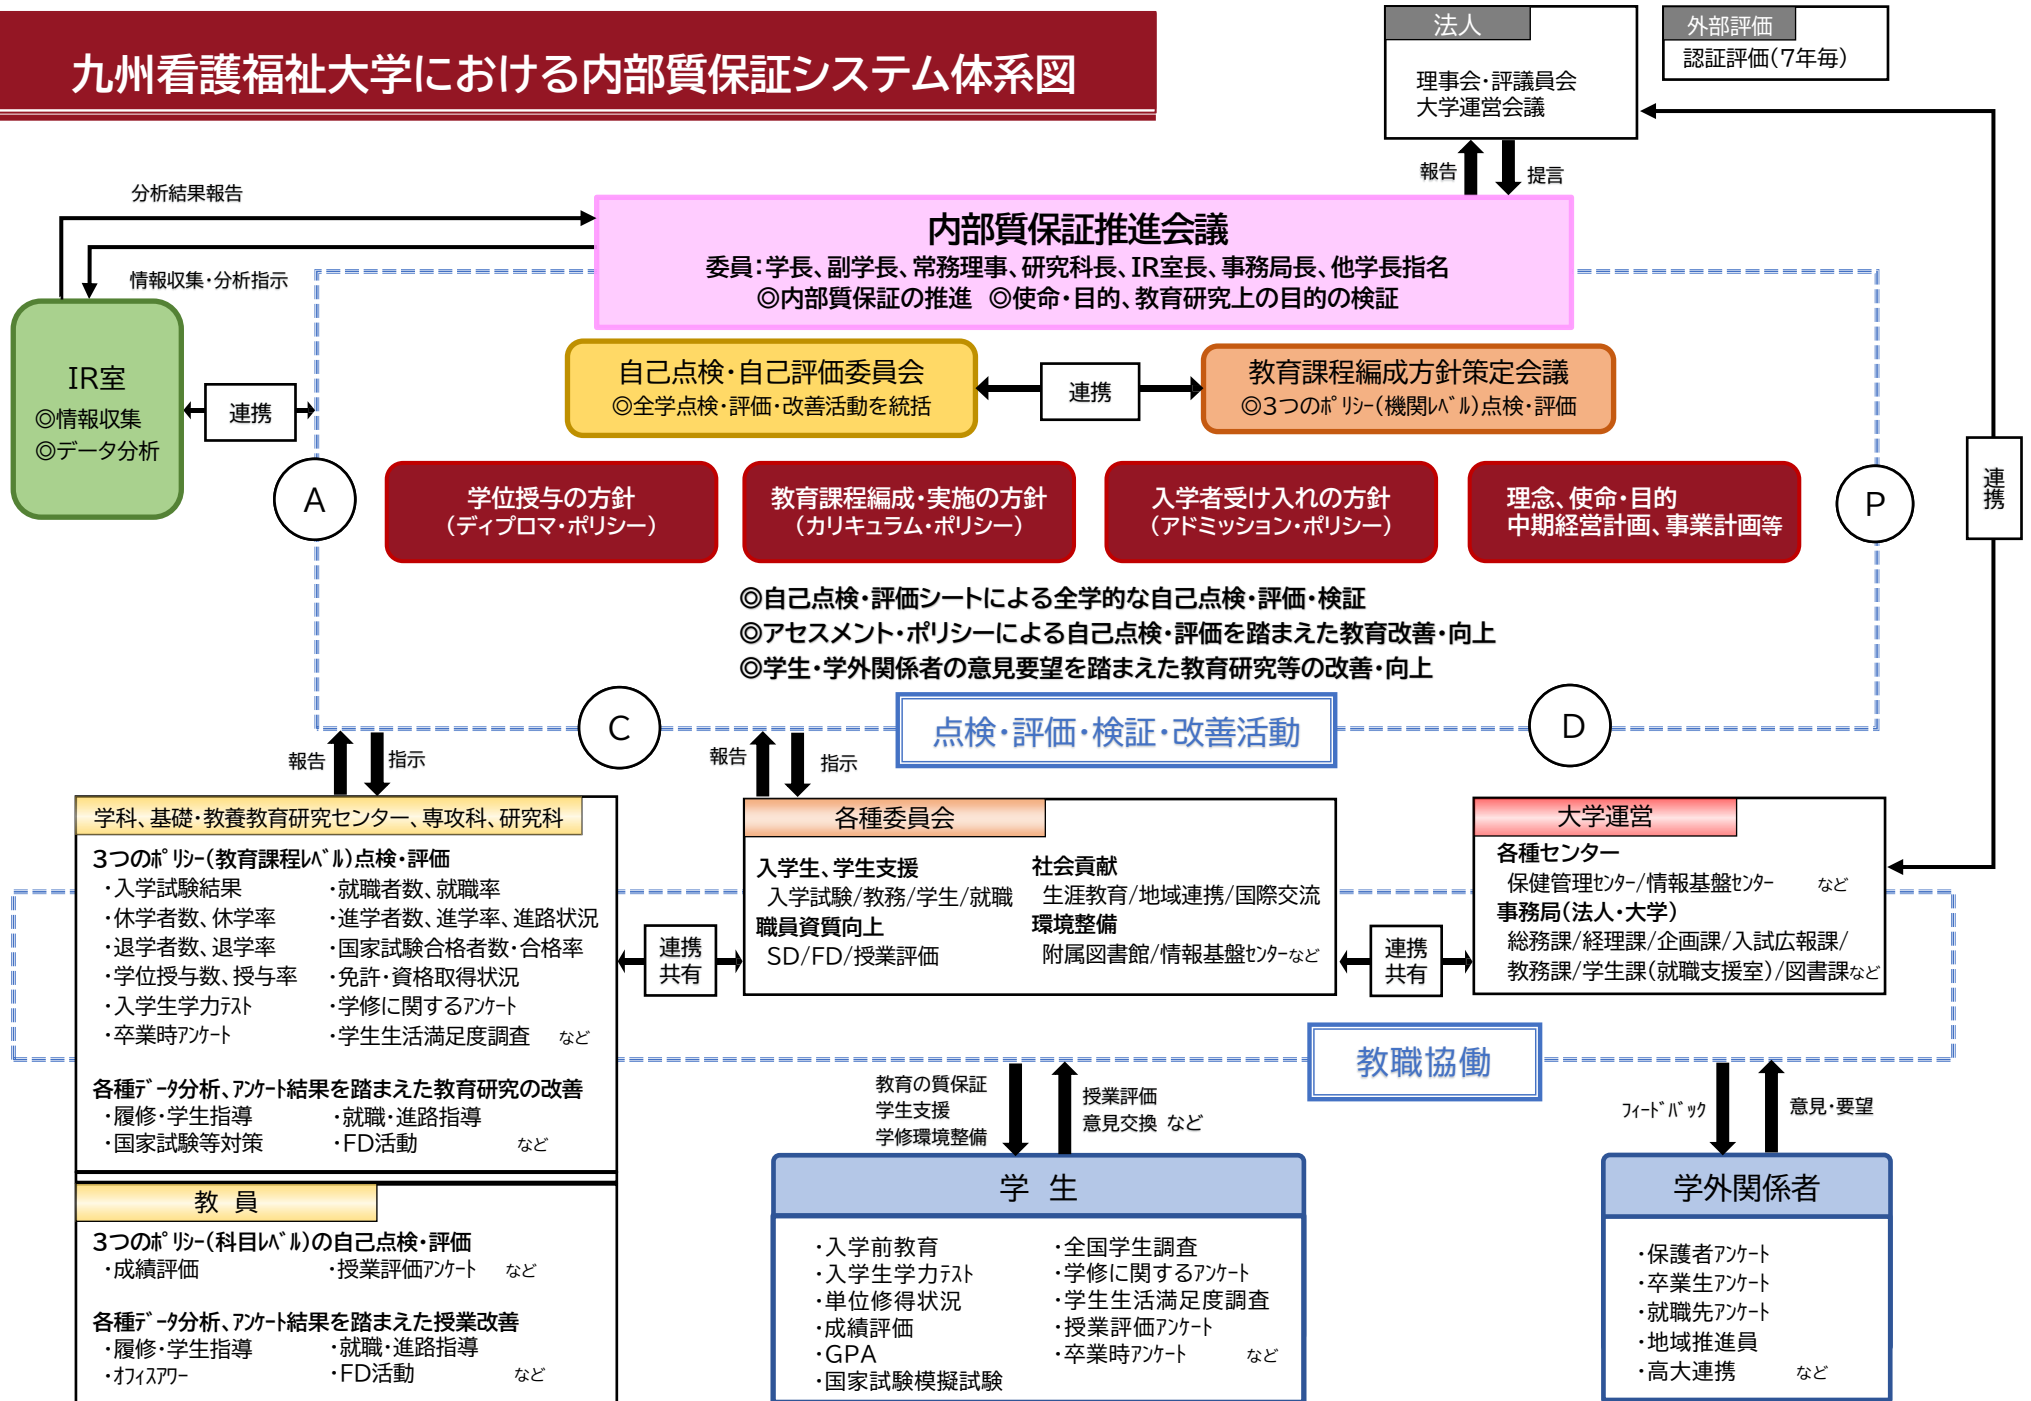 九州看護福祉大学における内部質保証システム体系図
法人
理事会・評議員会
大学運営会議
外部評価
認証評価(7年毎)
報告
提言
分析結果報告
情報収集・分析指示
内部質保証推進会議
委員:学長、副学長、常務理事、研究科長、IR室長、事務局長、他学長指名
◎内部質保証の推進 ◎使命・目的、教育研究上の目的の検証
IR室
◎情報収集
◎データ分析
連携
自己点検・自己評価委員会
◎全学点検・評価・改善活動を統括
連携
教育課程編成方針策定会議
◎3つのポリシー(機関レベル)点検・評価
連携
A
学位授与の方針
(ディプロマ・ポリシー)
教育課程編成・実施の方針
(カリキュラム・ポリシー)
入学者受け入れの方針
(アドミッション・ポリシー)
理念、使命・目的
中期経営計画、事業計画等
P
◎自己点検・評価シートによる全学的な自己点検・評価・検証
◎アセスメント・ポリシーによる自己点検・評価を踏まえた教育改善・向上
◎学生・学外関係者の意見要望を踏まえた教育研究等の改善・向上
C
点検・評価・検証・改善活動
D
報告
指示
報告
指示
学科、基礎・教養教育研究センター、専攻科、研究科
3つのポリシー(教育課程レベル)点検・評価
・入学試験結果
・休学者数、休学率
・退学者数、退学率
・学位授与数、授与率
・入学生学力テスト
・卒業時アンケート
・就職者数、就職率
・進学者数、進学率、進路状況
・国家試験合格者数・合格率
・免許・資格取得状況
・学修に関するアンケート
・学生生活満足度調査 など
各種データ分析、アンケート結果を踏まえた教育研究の改善
・履修・学生指導
・国家試験等対策
・就職・進路指導
・FD活動 など
教 員
3つのポリシー(科目レベル)の自己点検・評価
・成績評価
・授業評価アンケート など
各種データ分析、アンケート結果を踏まえた授業改善
・履修・学生指導
・オフィスアワー
・就職・進路指導
・FD活動 など
連携
共有
各種委員会
入学生、学生支援
入学試験/教務/学生/就職
職員資質向上
SD/FD/授業評価
社会貢献
生涯教育/地域連携/国際交流
環境整備
附属図書館/情報基盤センターなど
連携
共有
大学運営
各種センター
保健管理センター/情報基盤センター など
事務局(法人・大学)
総務課/経理課/企画課/入試広報課/
教務課/学生課(就職支援室)/図書課など
教職協働
教育の質保証
学生支援
学修環境整備
授業評価
意見交換 など
フィードバック
意見・要望
学 生
・入学前教育
・入学生学力テスト
・単位修得状況
・成績評価
・GPA
・国家試験模擬試験
・全国学生調査
・学修に関するアンケート
・学生生活満足度調査
・授業評価アンケート
・卒業時アンケート など
学外関係者
・保護者アンケート
・卒業生アンケート
・就職先アンケート
・地域推進員
・高大連携 など